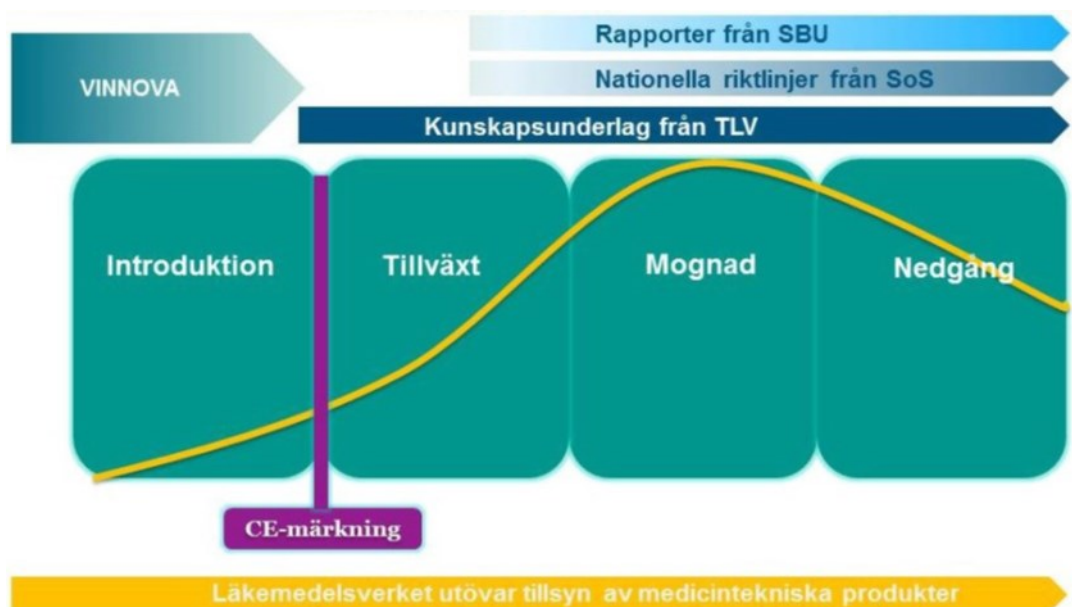 Rapporter från SBU
VINNOVA
Nationella riktlinjer från SoS
Kunskapsunderlag från TLV
Introduktion
Tillväxt
Mognad
Nedgång
CE-märkning
Läkemedelsverket utövar tillsyn av medicintekniska produkter